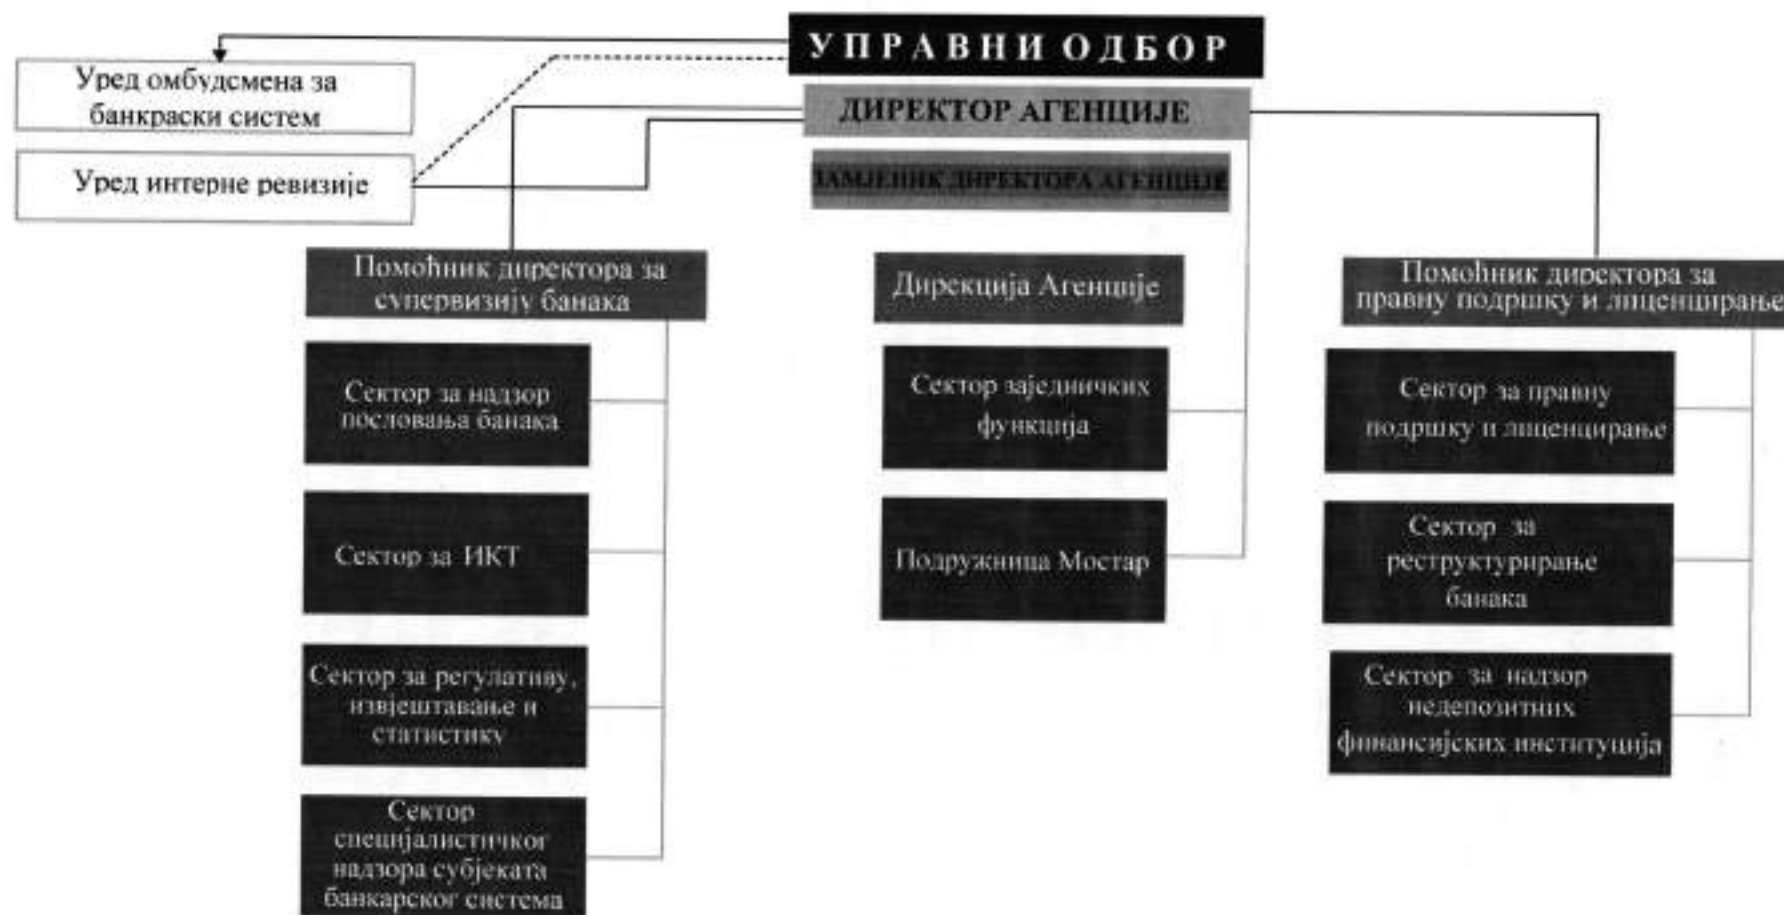 УПРАВНИ ОДБОР
Уред омбудсмена за
банкраски систем
ДИРЕКТОР АГЕНЦИЈЕ
Уред интерне ревизије
ЗАМЈЕНИК ДИРЕКТОРА АГЕНЦИЈЕ
Помоћник директора за
супервизију банака
Сектор за надзор
пословања банака
Сектор за ИКТ
Сектор за регулативу,
извјештавање и
статистику
Сектор
специјалистичког
надзора субјеката
банкарског система
Дирекција Агенције
Сектор заједничких
функција
Подружница Мостар
Помоћник директора за
правну подршку и лиценцирање
Сектор за правну
подршку и лиценцирање
Сектор за
реструктурирање
банака
Сектор за надзор
недепозитних
финансијских институција